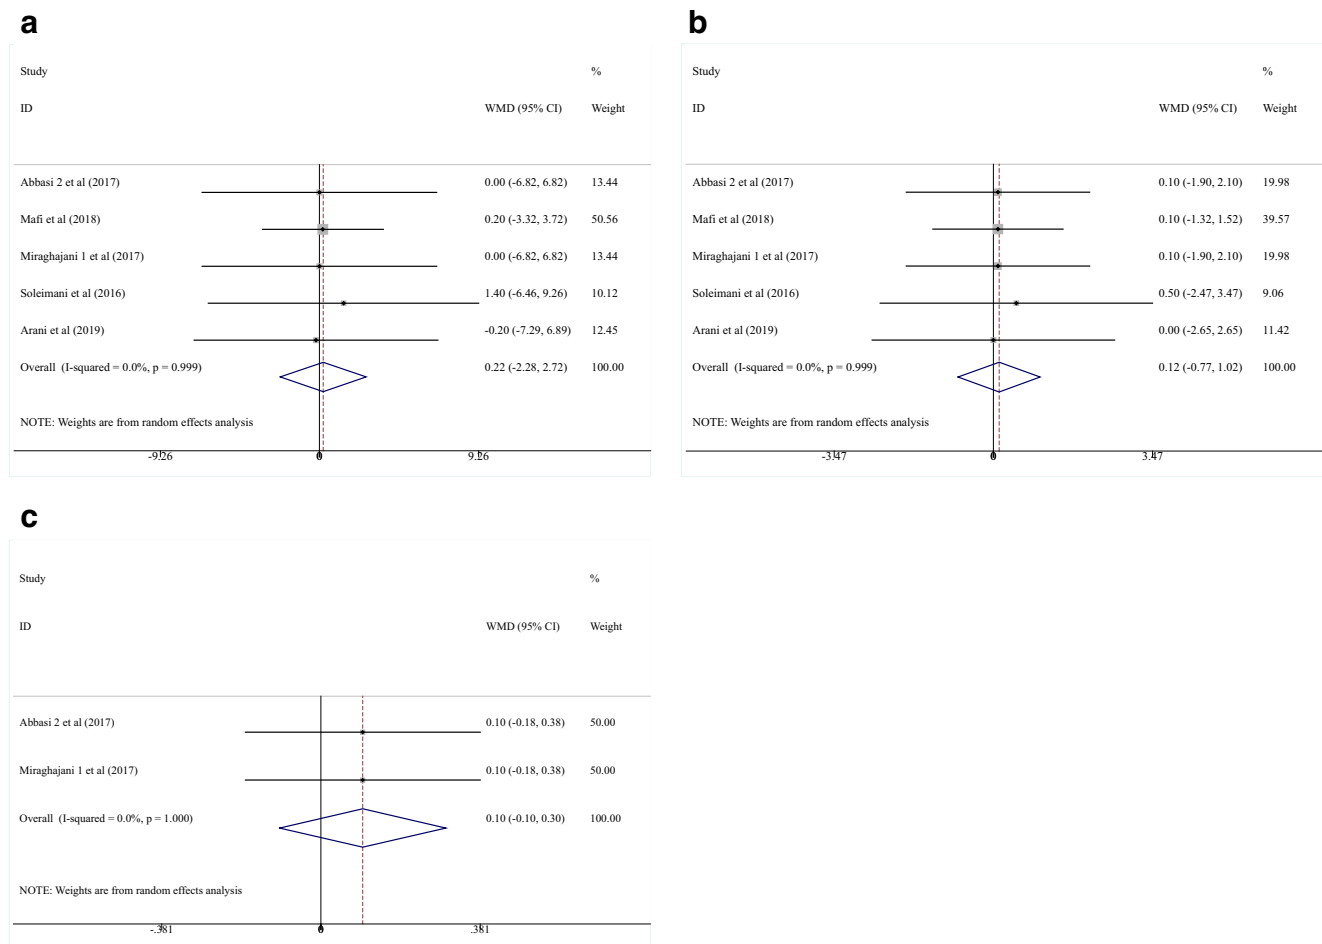 a
Study %
ID WMD (95% CI) Weight
Abbasi 2 et al (2017) 0.00 (-6.82, 6.82) 13.44
Mafi et al (2018) 0.20 (-3.32, 3.72) 50.56
Miraghajani 1 et al (2017) 0.00 (-6.82, 6.82) 13.44
Soleimani et al (2016) 1.40 (-6.46, 9.26) 10.12
Arani et al (2019) -0.20 (-7.29, 6.89) 12.45
Overall (I-squared = 0.0%, p = 0.999) 0.22 (-2.28, 2.72) 100.00
NOTE: Weights are from random effects analysis
-9.26 0 9.26
b
Study %
ID WMD (95% CI) Weight
Abbasi 2 et al (2017) 0.10 (-1.90, 2.10) 19.98
Mafi et al (2018) 0.10 (-1.32, 1.52) 39.57
Miraghajani 1 et al (2017) 0.10 (-1.90, 2.10) 19.98
Soleimani et al (2016) 0.50 (-2.47, 3.47) 9.06
Arani et al (2019) 0.00 (-2.65, 2.65) 11.42
Overall (I-squared = 0.0%, p = 0.999) 0.12 (-0.77, 1.02) 100.00
NOTE: Weights are from random effects analysis
-3.47 0 3.47
c
Study %
ID WMD (95% CI) Weight
Abbasi 2 et al (2017) 0.10 (-0.18, 0.38) 50.00
Miraghajani 1 et al (2017) 0.10 (-0.18, 0.38) 50.00
Overall (I-squared = 0.0%, p = 1.000) 0.10 (-0.10, 0.30) 100.00
NOTE: Weights are from random effects analysis
-.381 0 .381